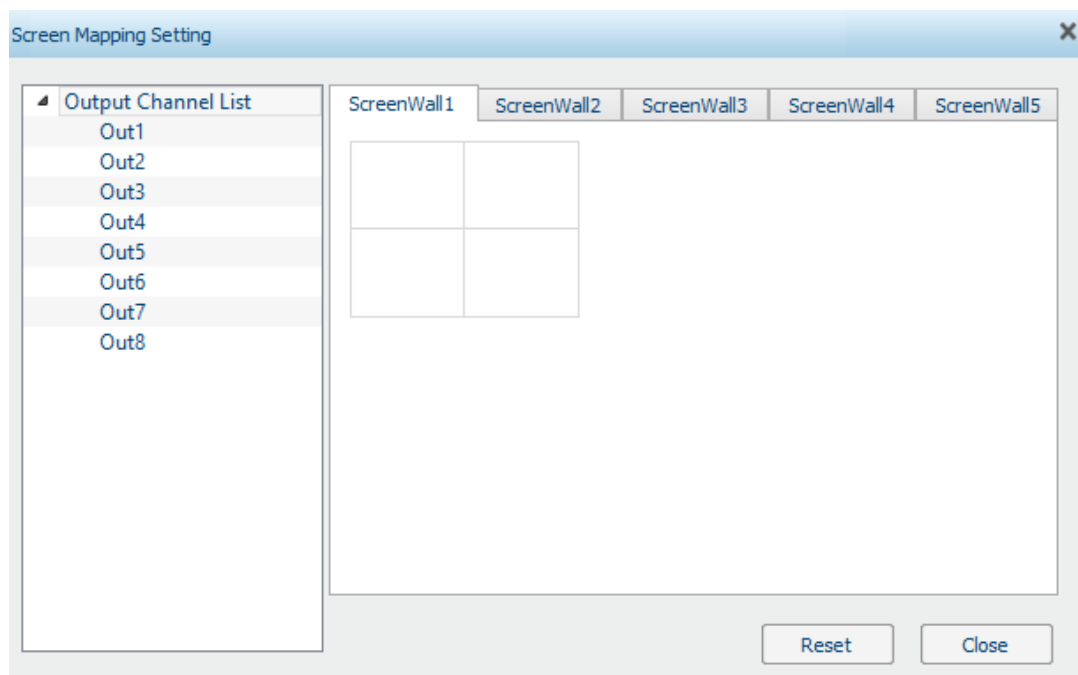 Screen Mapping Setting
Output Channel List
Out1
Out2
Out3
Out4
Out5
Out6
Out7
Out8
ScreenWall1 ScreenWall2 ScreenWall3 ScreenWall4 ScreenWall5
Reset Close